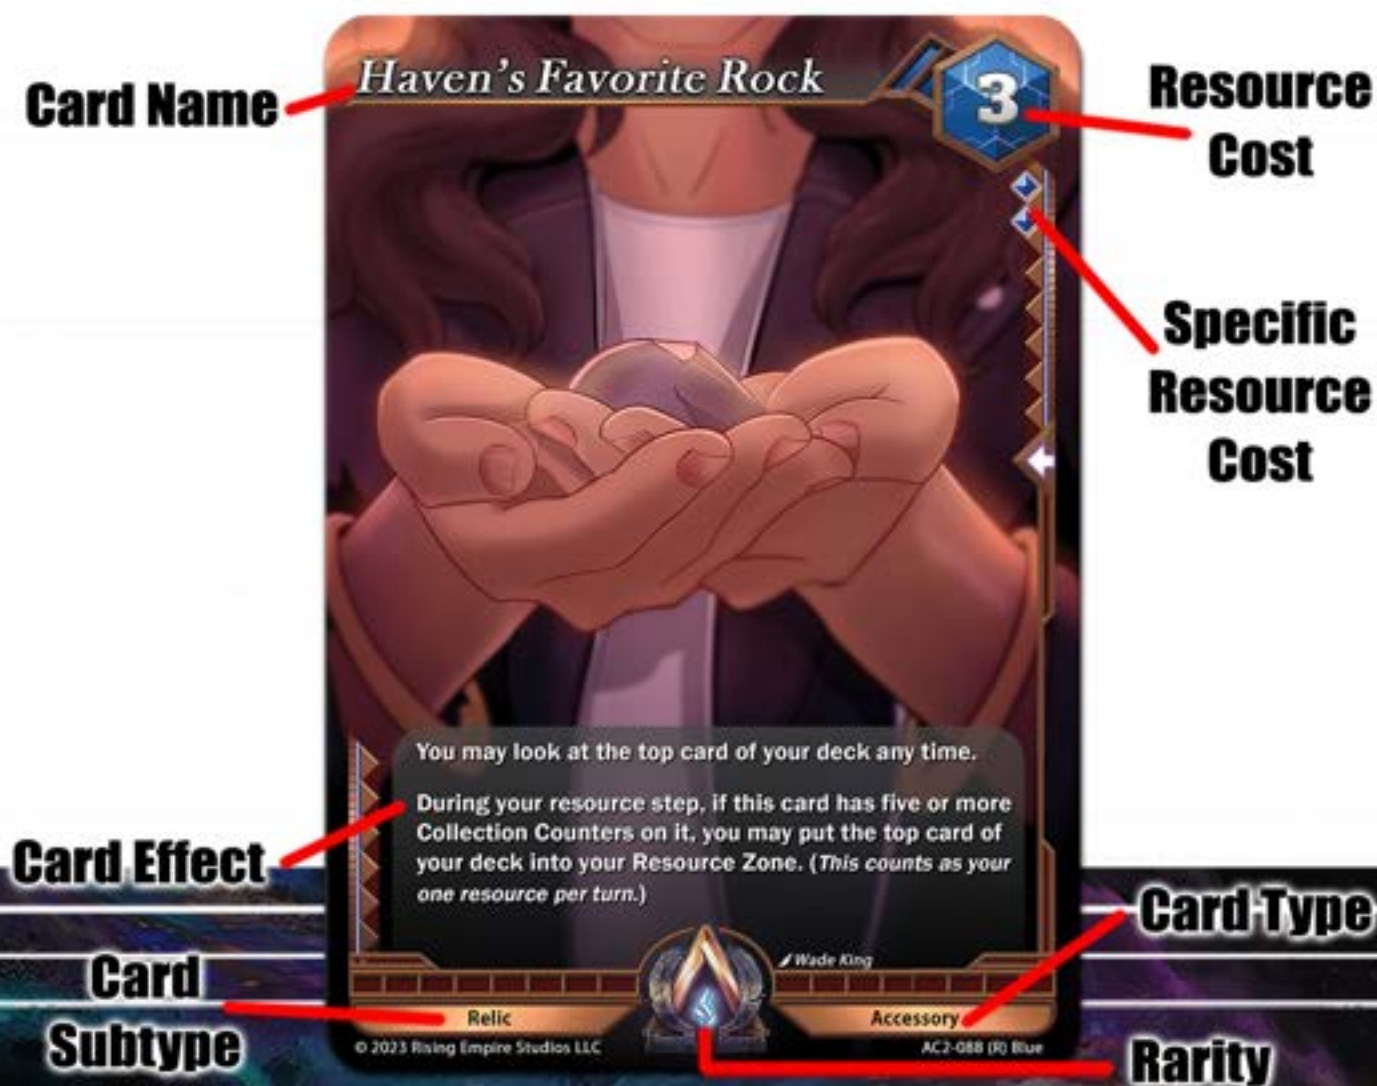 Haven's Favorite Rock
3
Card Name
Resource
Cost
Specific
Resource
Cost
You may look at the top card of your deck any time.
During your resource step, if this card has five or more
Collection Counters on it, you may put the top card of
your deck into your Resource Zone. (This counts as your
one resource per turn.)
Card Effect
Card Type
Wade King
Card
Subtype
Relic
Accessory
© 2023 Rising Empire Studios LLC
AC2-088 (R) Blue
Rarity